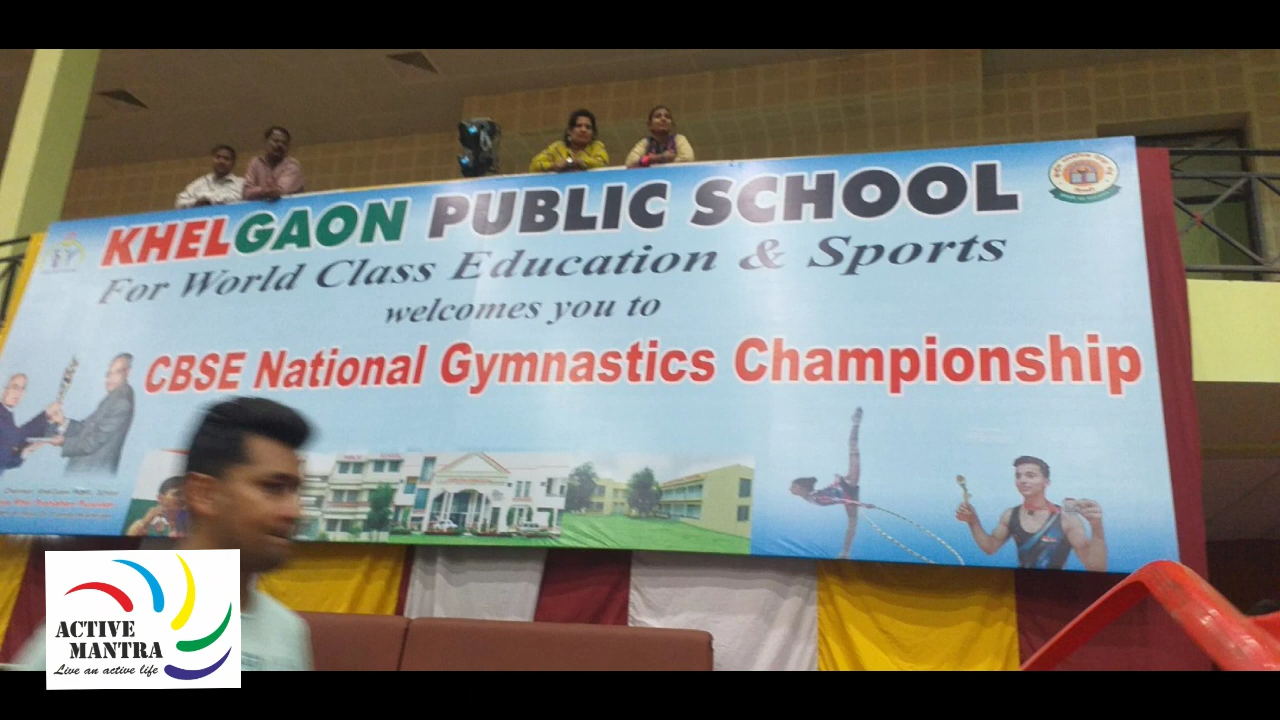 KHELGAON PUBLIC SCHOOL
For World Class Education & Sports
welcomes you to
CBSE National Gymnastics Championship
ACTIVE
MANTRA
Live an active life